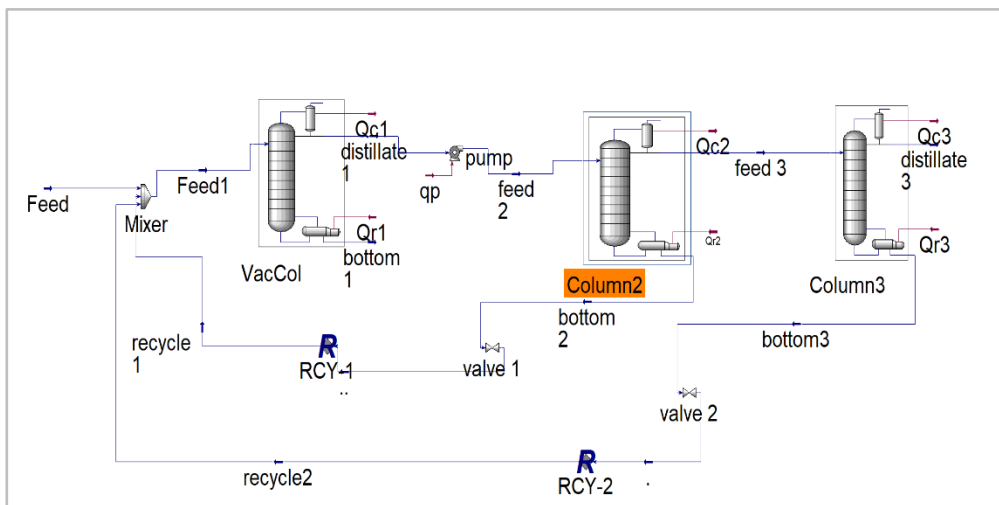 Qc1
distillate
1
pump
qp
feed
2
Qc2
feed 3
Qc3
distillate
3
Feed
Mixer
Feed1
Qr1
bottom
1
VacCol
Qr2
Column2
bottom
2
Qr3
Column3
bottom3
recycle
1
R
RCY-1
..
valve 1
valve 2
recycle2
R
RCY-2
.